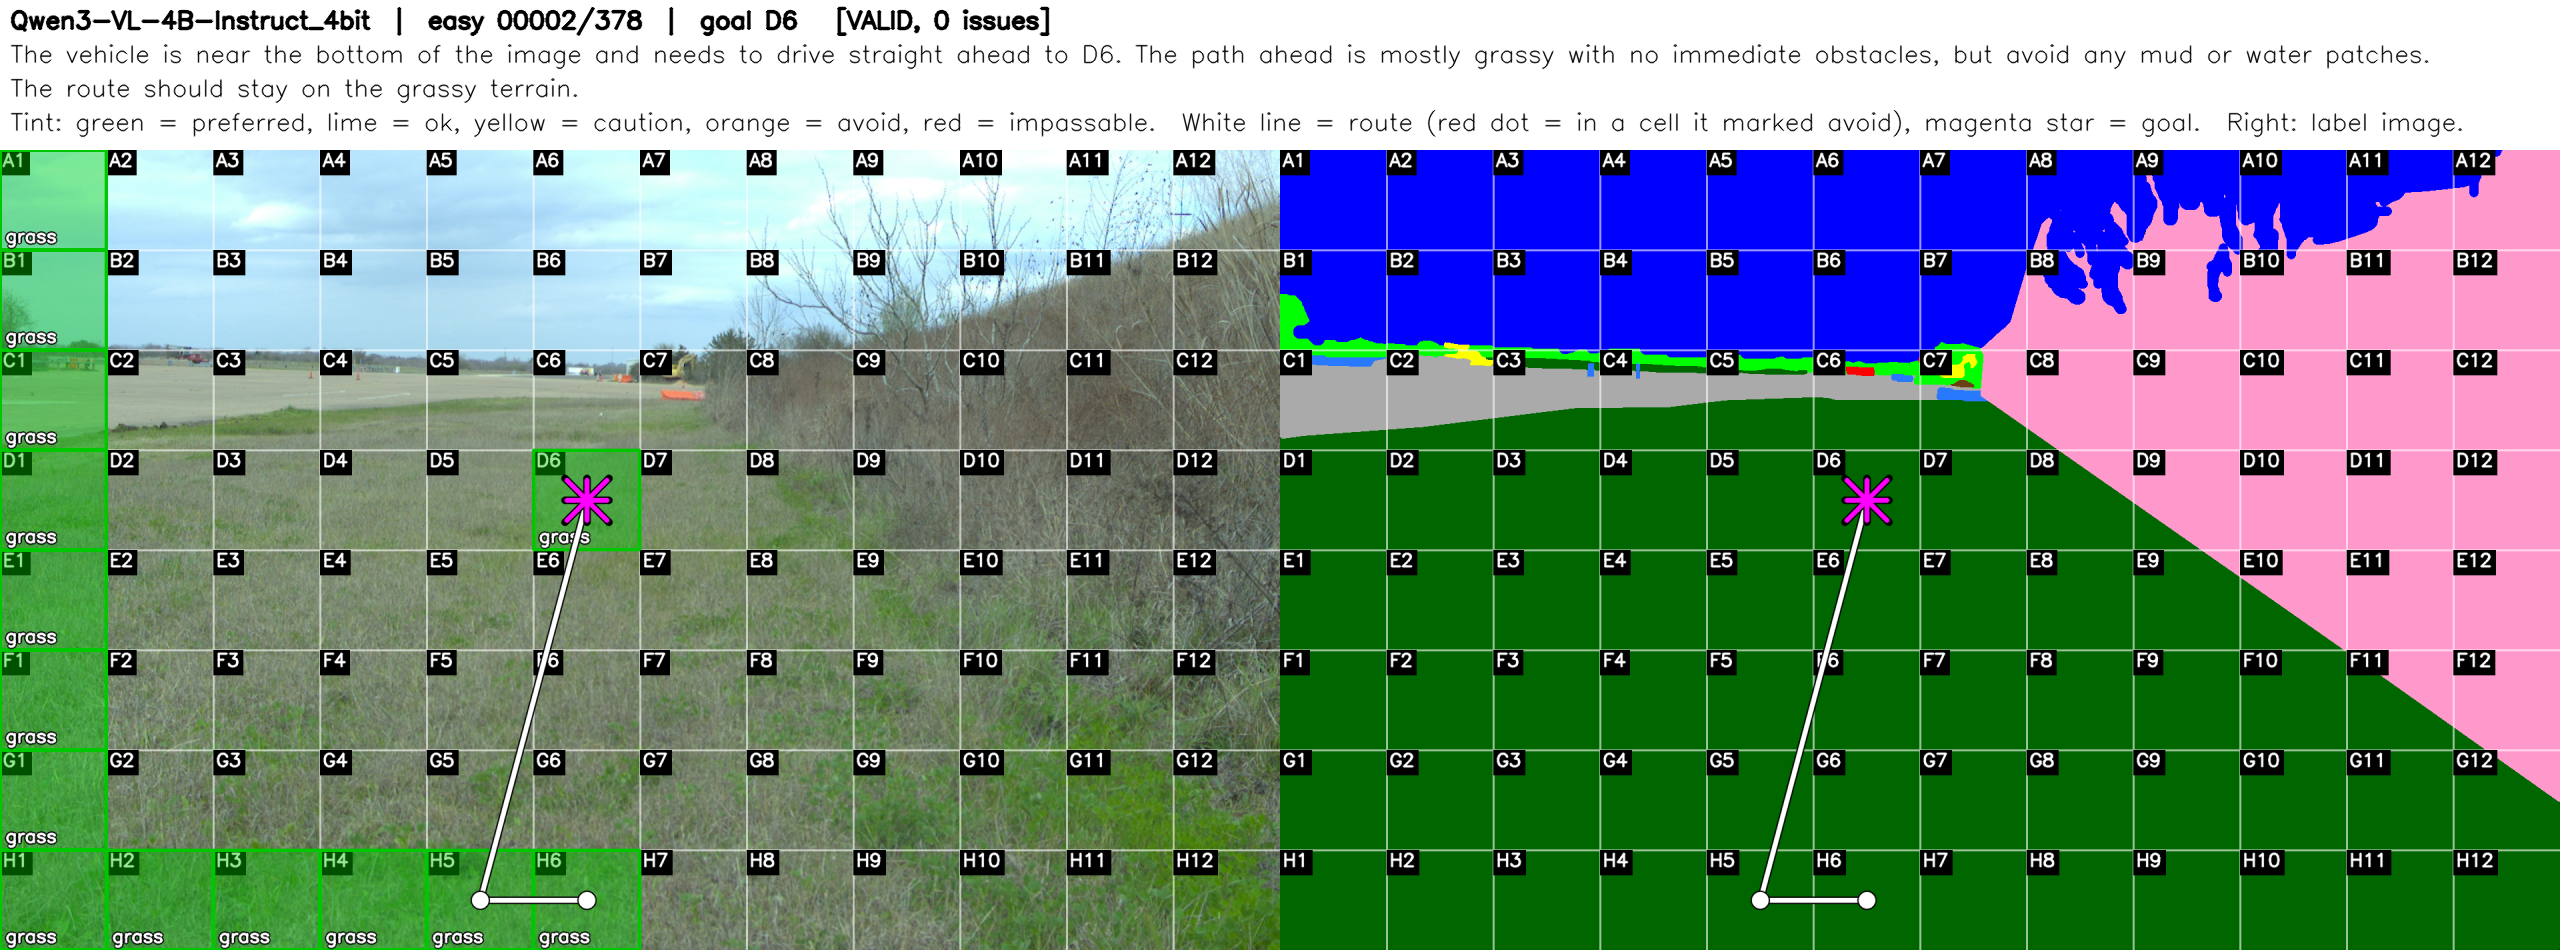 Qwen3-VL-4B-Instruct_4bit | easy 00002/378 | goal D6 [VALID, 0 issues]
The vehicle is near the bottom of the image and needs to drive straight ahead to D6. The path ahead is mostly grassy with no immediate obstacles, but avoid any mud or water patches.
The route should stay on the grassy terrain.
Tint: green = preferred, lime = ok, yellow = caution, orange = avoid, red = impassable. White line = route (red dot = in a cell it marked avoid), magenta star = goal. Right: label image.
A1 A2 A3 A4 A5 A6 A7 A8 A9 A10 A11 A12 A1 A2 A3 A4 A5 A6 A7 A8 A9 A10 A11 A12
grass
B1 B2 B3 B4 B5 B6 B7 B8 B9 B10 B11 B12 B1 B2 B3 B4 B5 B6 B7 B8 B9 B10 B11 B12
grass
C1 C2 C3 C4 C5 C6 C7 C8 C9 C10 C11 C12 C1 C2 C3 C4 C5 C6 C7 C8 C9 C10 C11 C12
grass
D1 D2 D3 D4 D5 D6 D7 D8 D9 D10 D11 D12 D1 D2 D3 D4 D5 D6 D7 D8 D9 D10 D11 D12
grass grass
E1 E2 E3 E4 E5 E6 E7 E8 E9 E10 E11 E12 E1 E2 E3 E4 E5 E6 E7 E8 E9 E10 E11 E12
grass
F1 F2 F3 F4 F5 F6 F7 F8 F9 F10 F11 F12 F1 F2 F3 F4 F5 F6 F7 F8 F9 F10 F11 F12
grass
G1 G2 G3 G4 G5 G6 G7 G8 G9 G10 G11 G12 G1 G2 G3 G4 G5 G6 G7 G8 G9 G10 G11 G12
grass
H1 H2 H3 H4 H5 H6 H7 H8 H9 H10 H11 H12 H1 H2 H3 H4 H5 H6 H7 H8 H9 H10 H11 H12
grass grass grass grass grass grass